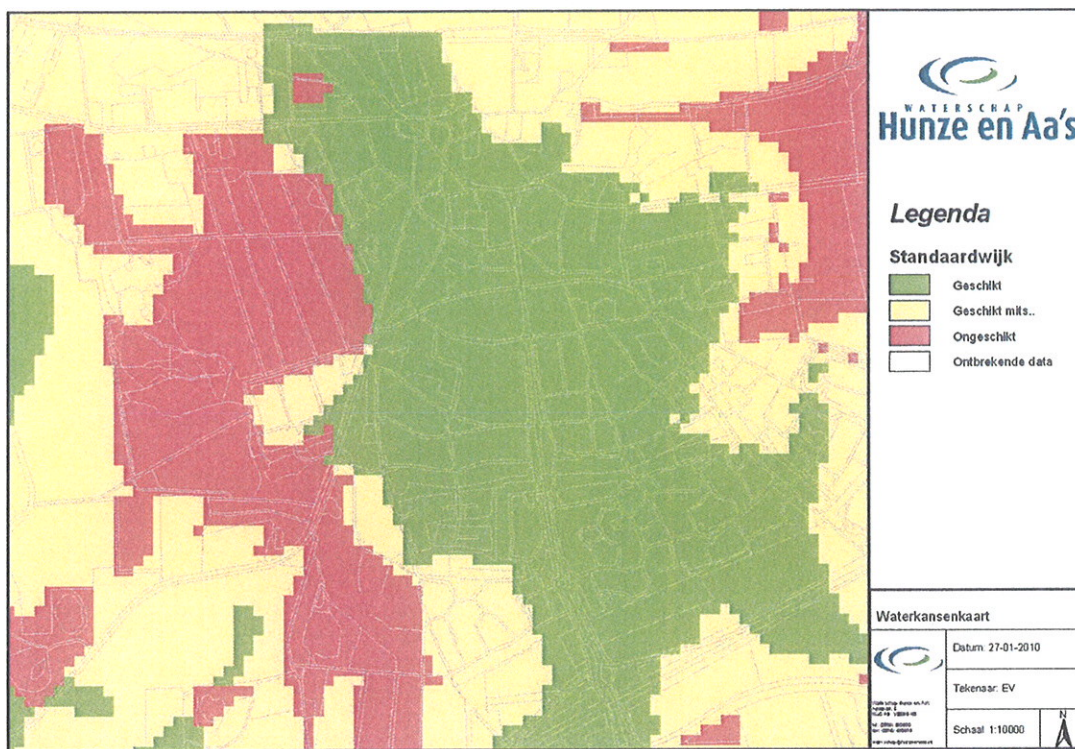 WATERSCHAP
Hunze en Aa's
Legenda
Standaardwijk
Geschikt
Geschikt mits..
Ongeschikt
Ontbrekende data
Waterkansenkaart
Datum: 27-01-2010
Tekenaar: EV
Schaal 1:10000
N